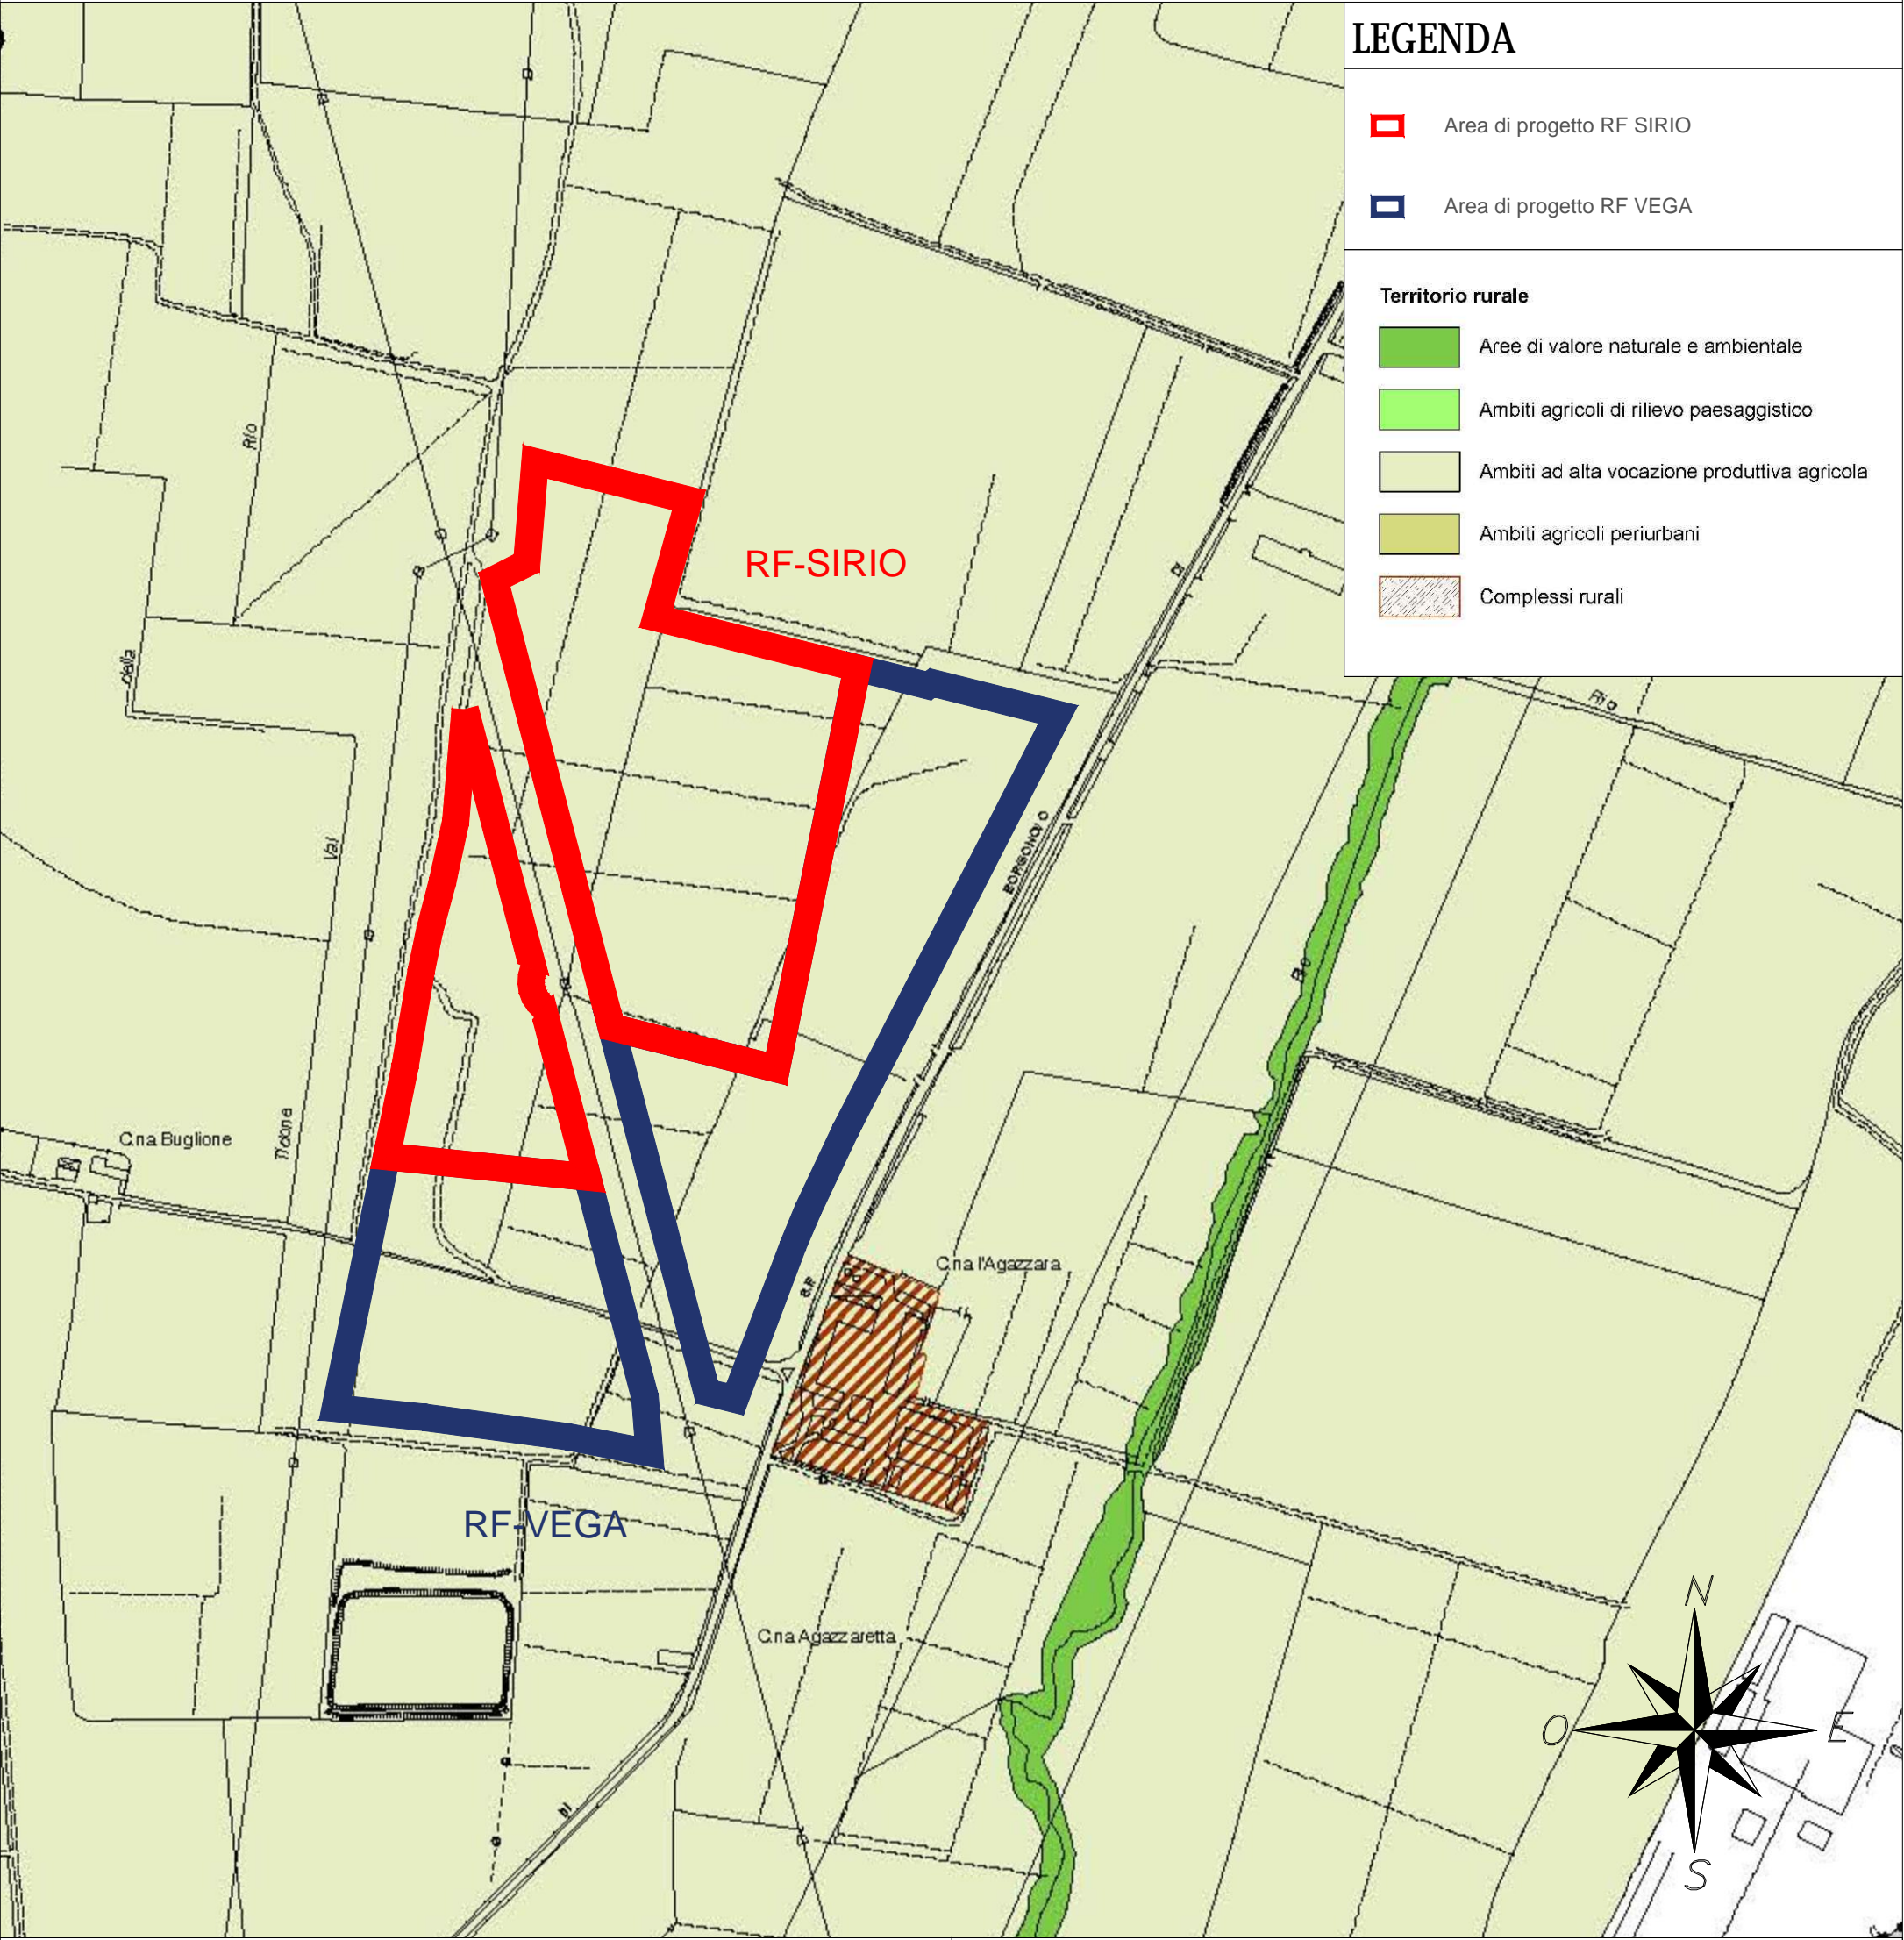 LEGENDA
Area di progetto RF SIRIO
Area di progetto RF VEGA
Territorio rurale
Aree di valore naturale e ambientale
Ambiti agricoli di rilievo paesaggistico
Ambiti ad alta vocazione produttiva agricola
Ambiti agricoli periurbani
Complessi rurali
Rio
RF-SIRIO
della
Rio
Val
Rio
Tidone
C.na Buglione
C.na l'Agazzara
RF-VEGA
C.na Agazzaretta
N
O
E
S